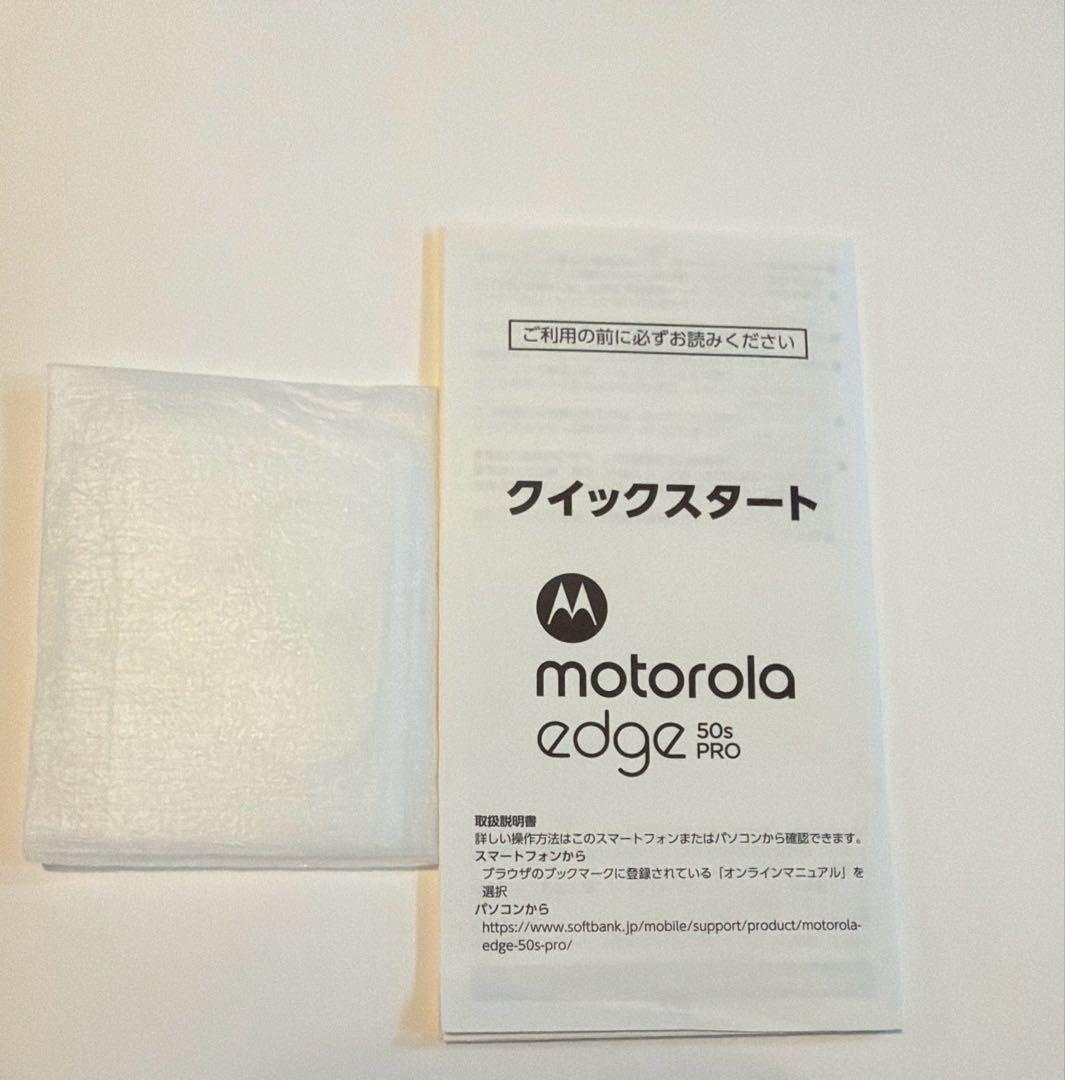 ご利用の前に必ずお読みください
クイックスタート
motorola
edge 50s
PRO
取扱説明書
詳しい操作方法はこのスマートフォンまたはパソコンから確認できます。
スマートフォンから
ブラウザのブックマークに登録されている「オンラインマニュアル」を
選択
パソコンから
https://www.softbank.jp/mobile/support/product/motorola-
edge-50s-pro/